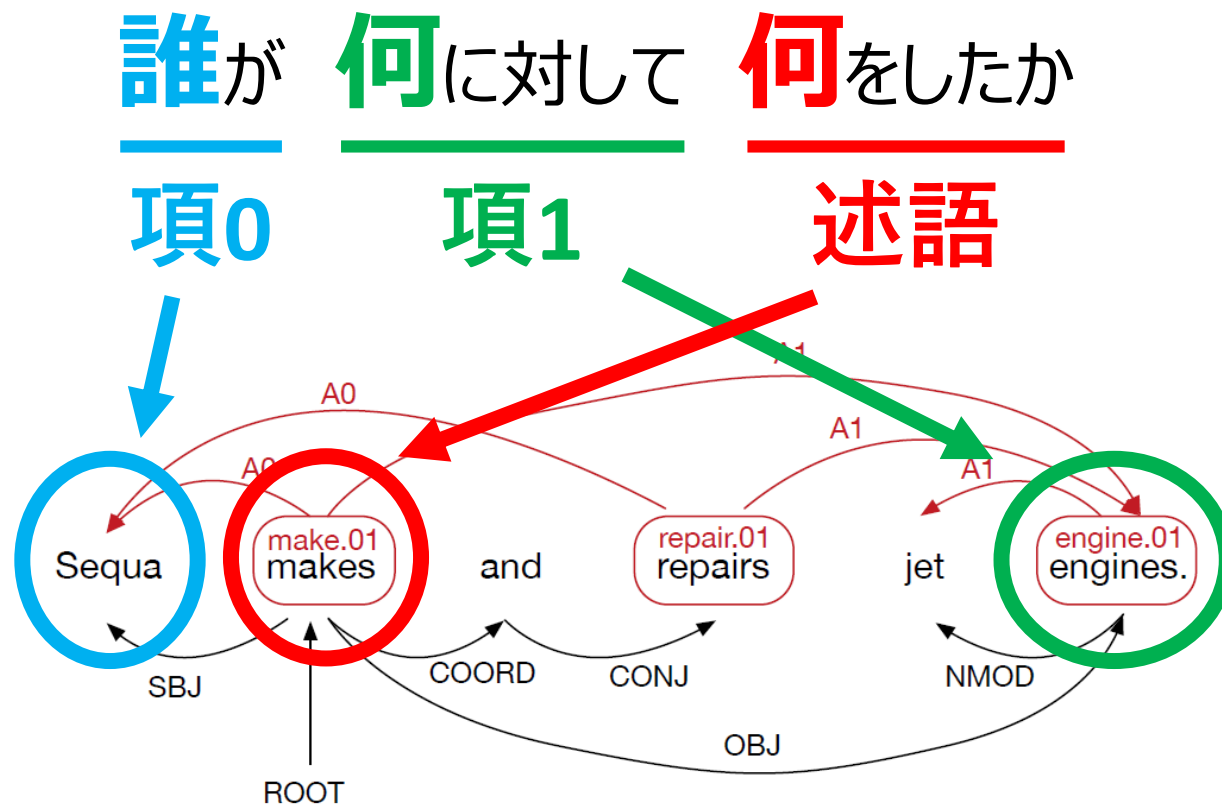 誰が 何に対して 何をしたか
項0 項1 述語
A1
A0
A1
A0 A1
make.01 repair.01 engine.01
Sequa makes and repairs jet engines.
SBJ COORD CONJ NMOD
OBJ
ROOT